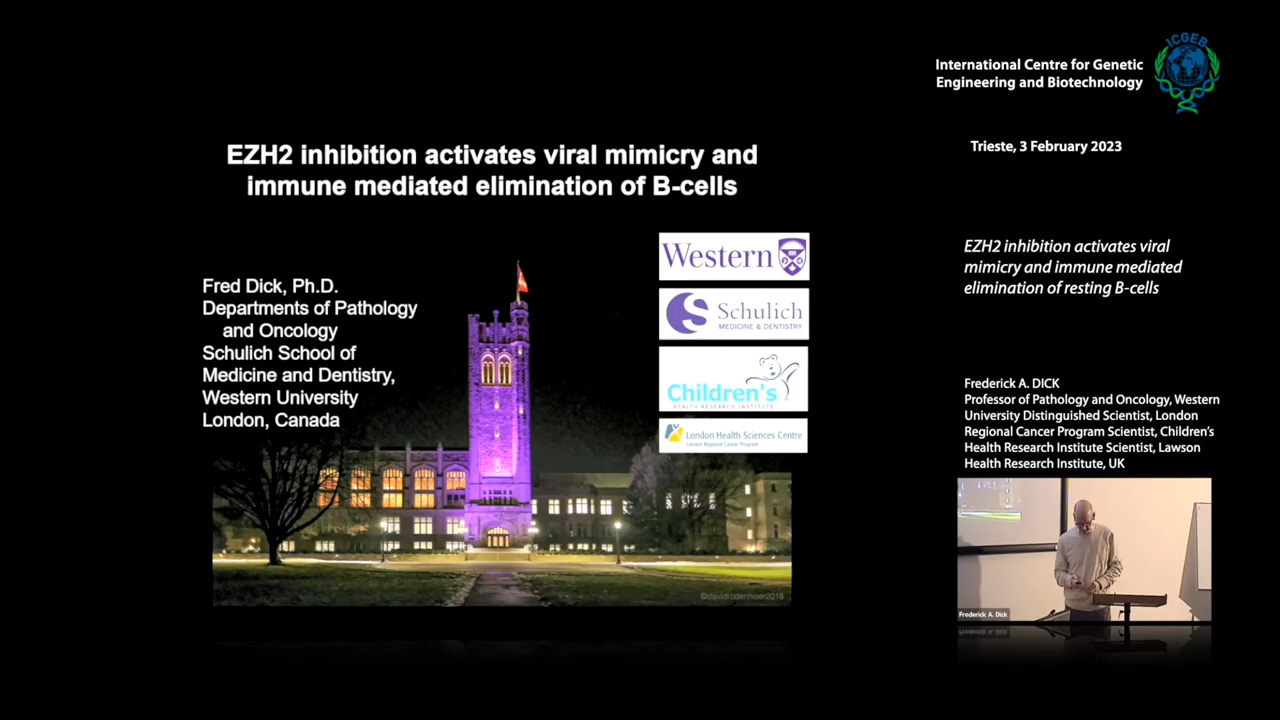 ICGEB
International Centre for Genetic
Engineering and Biotechnology
Trieste, 3 February 2023
EZH2 inhibition activates viral mimicry and
immune mediated elimination of B-cells
Fred Dick, Ph.D.
Departments of Pathology
and Oncology
Schulich School of
Medicine and Dentistry,
Western University
London, Canada
Western
Schulich
MEDICINE & DENTISTRY
Children's
HEALTH RESEARCH INSTITUTE
London Health Sciences Centre
London Regional Cancer Program
©davidrodenhiser2018
EZH2 inhibition activates viral
mimicry and immune mediated
elimination of resting B-cells
Frederick A. DICK
Professor of Pathology and Oncology, Western
University Distinguished Scientist, London
Regional Cancer Program Scientist, Children's
Health Research Institute Scientist, Lawson
Health Research Institute, UK
Frederick A. Dick